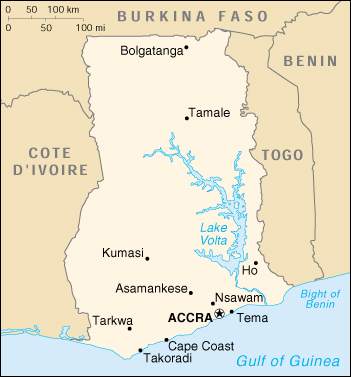 0 50 100 km
0 50 100 mi
BURKINA FASO
Bolgatanga
BENIN
Tamale
COTE
D'IVOIRE
TOGO
Lake
Volta
Kumasi
Ho
Asamankese
Nsawam
Bight of
Benin
ACCRA
Tema
Tarkwa
Cape Coast
Takoradi
Gulf of Guinea